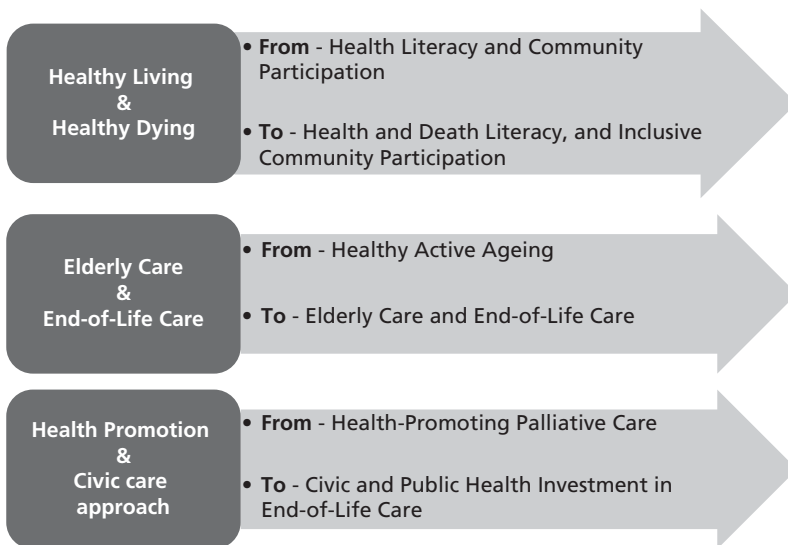 Healthy Living
&
Healthy Dying
• From - Health Literacy and Community
Participation
• To - Health and Death Literacy, and Inclusive
Community Participation
Elderly Care
&
End-of-Life Care
• From - Healthy Active Ageing
• To - Elderly Care and End-of-Life Care
Health Promotion
&
Civic care
approach
• From - Health-Promoting Palliative Care
• To - Civic and Public Health Investment in
End-of-Life Care